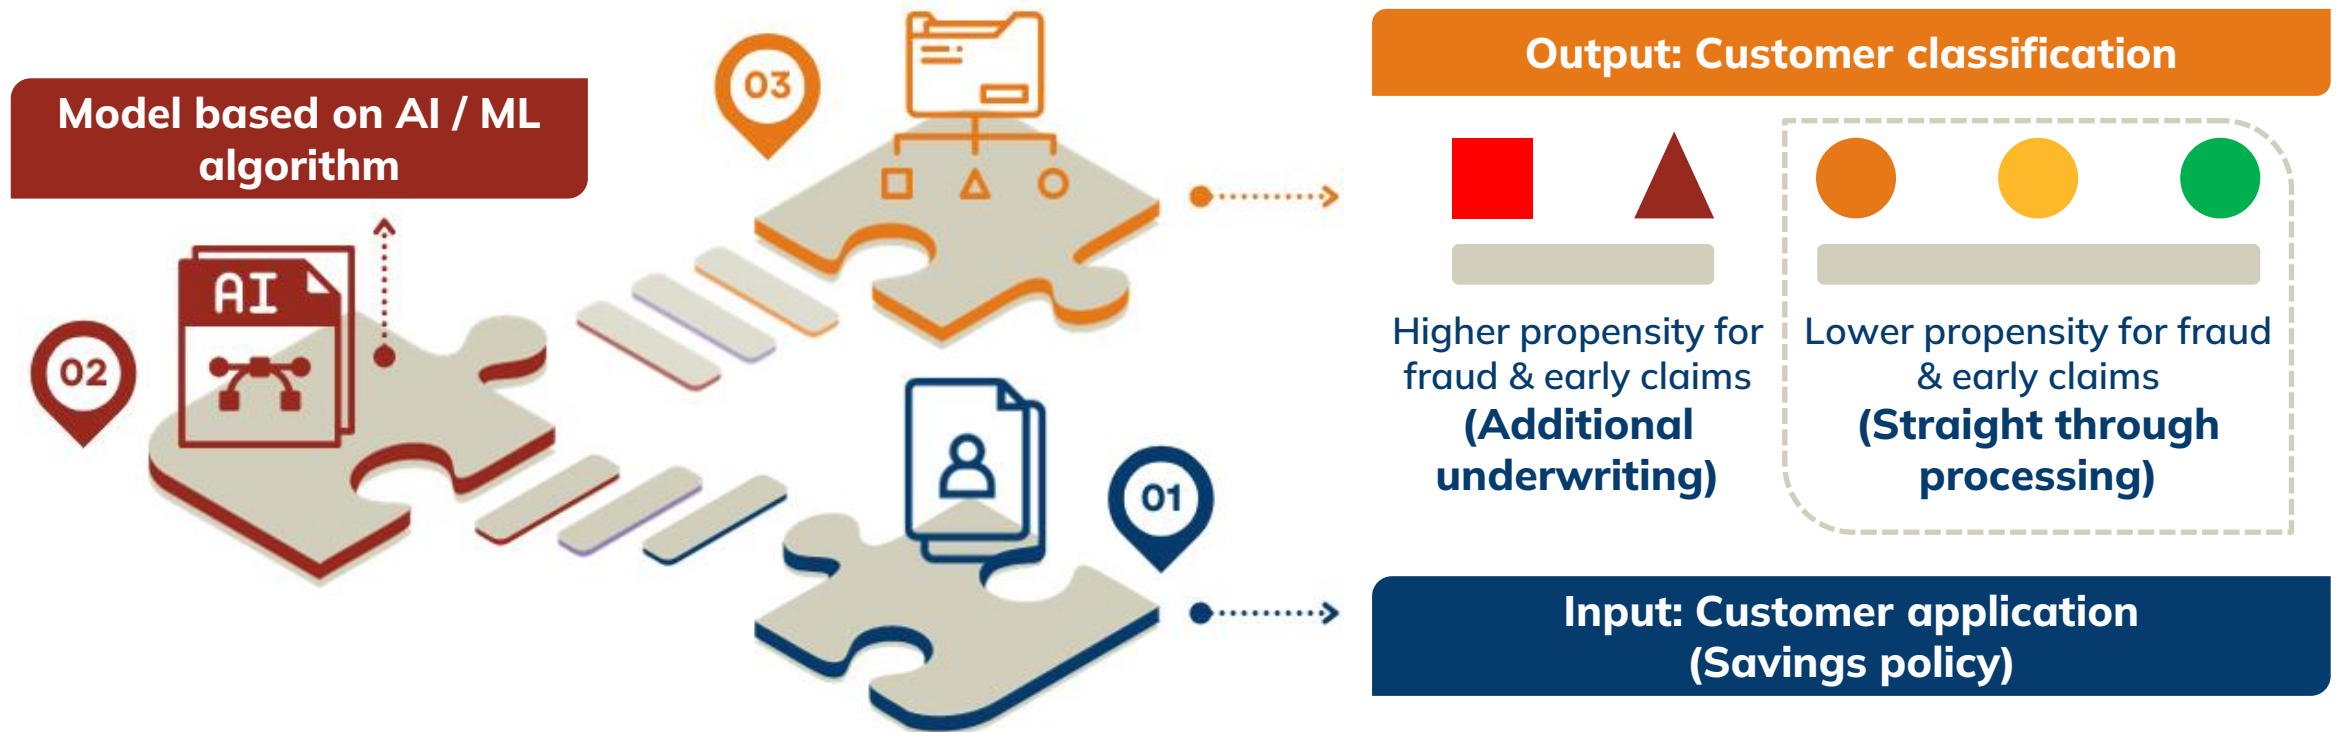 Model based on AI / ML
algorithm
AI
02
03
01
Output: Customer classification
Higher propensity for
fraud & early claims
(Additional
underwriting)
Lower propensity for fraud
& early claims
(Straight through
processing)
Input: Customer application
(Savings policy)